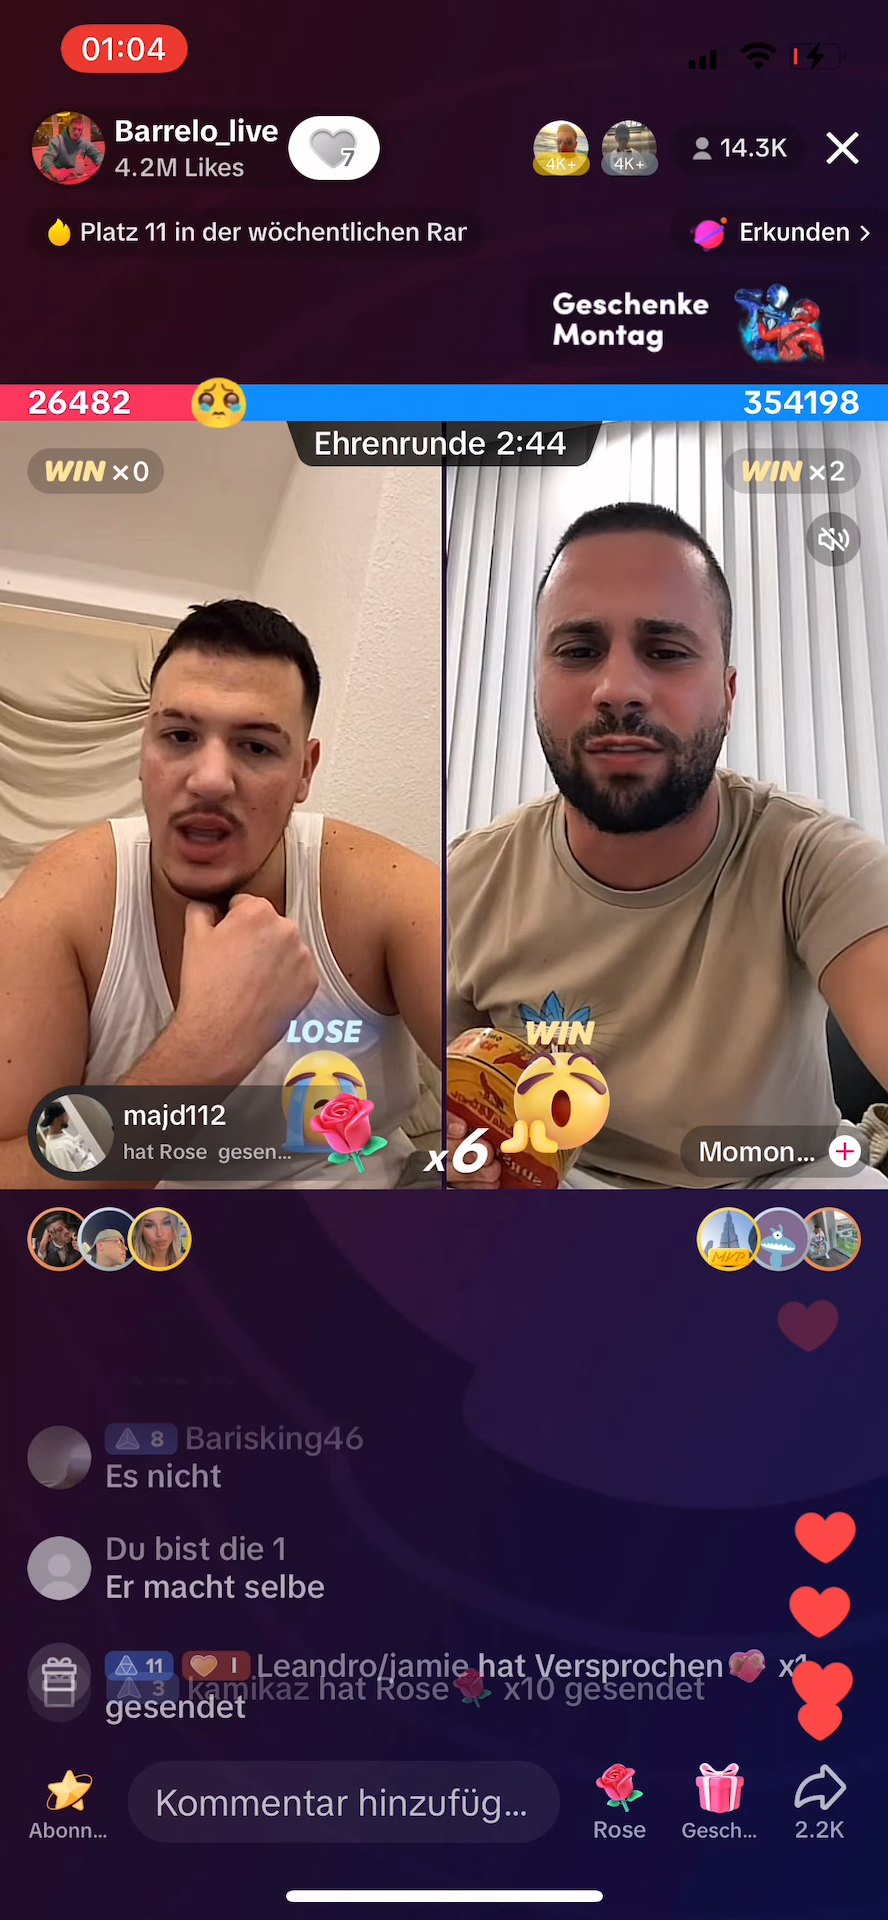 01:04
Barrelo_live
4.2M Likes
7
4K+
4K+
14.3K
Platz 11 in der wöchentlichen Ran
Erkunden >
Geschenke
Montag
26482
354198
Ehrenrunde 2:44
WIN x0
WIN x2
LOSE
WIN
majd112
hat Rose gesen...
x6
Momon...
MVP
8 Barisking46
Es nicht
Du bist die 1
Er macht selbe
11 I Leandro/jamie hat Versprochen x1
gesendet
3 kamikaz hat Rose x10 gesendet
Kommentar hinzufüg...
Abonn...
Rose
Gesch...
2.2K